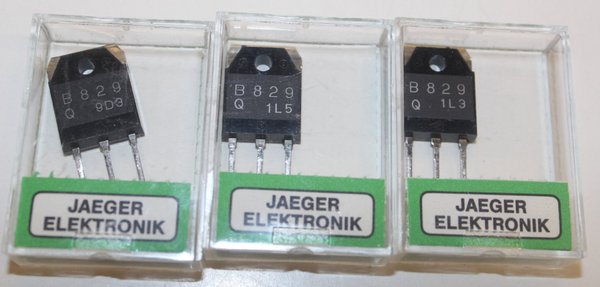 B829
Q 9D3
JAEGER
ELEKTRONIK
B829
Q 1L5
JAEGER
ELEKTRONIK
B829
Q 1L3
JAEGER
ELEKTRONIK